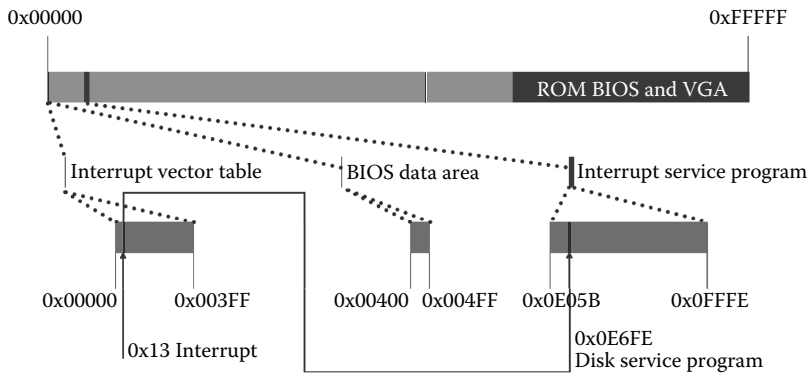 0x00000
0xFFFFF
ROM BIOS and VGA
Interrupt vector table
BIOS data area
Interrupt service program
0x00000
0x003FF
0x00400
0x004FF
0x0E05B
0x0FFFE
0x13 Interrupt
0x0E6FE
Disk service program